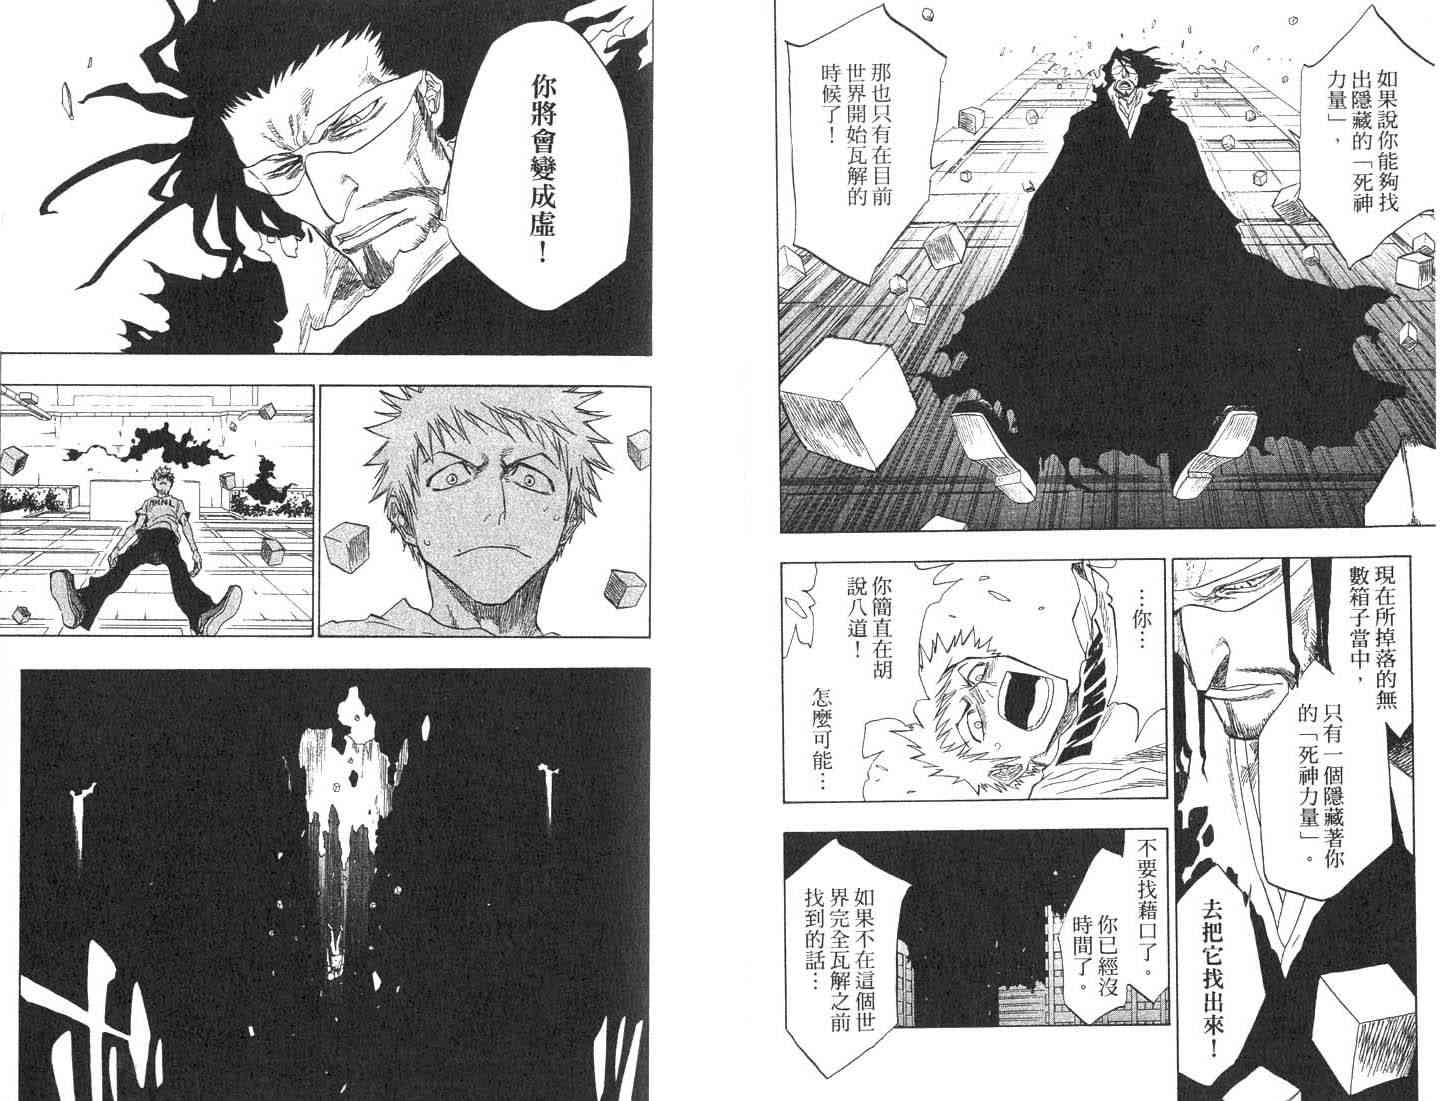 如果說你能夠找
出隱藏的「死神
力量」，
那也只有在目前
世界開始瓦解的
時候了！
現在所掉落的無
數箱子當中，
只有一個隱藏著你
的「死神力量」。
去把它找出來！
…你…
你簡直在胡
說八道！
怎麼可能…
不要找藉口了。
你已經沒
時間了。
如果不在這個世
界完全瓦解之前
找到的話…
你將會變成虛！